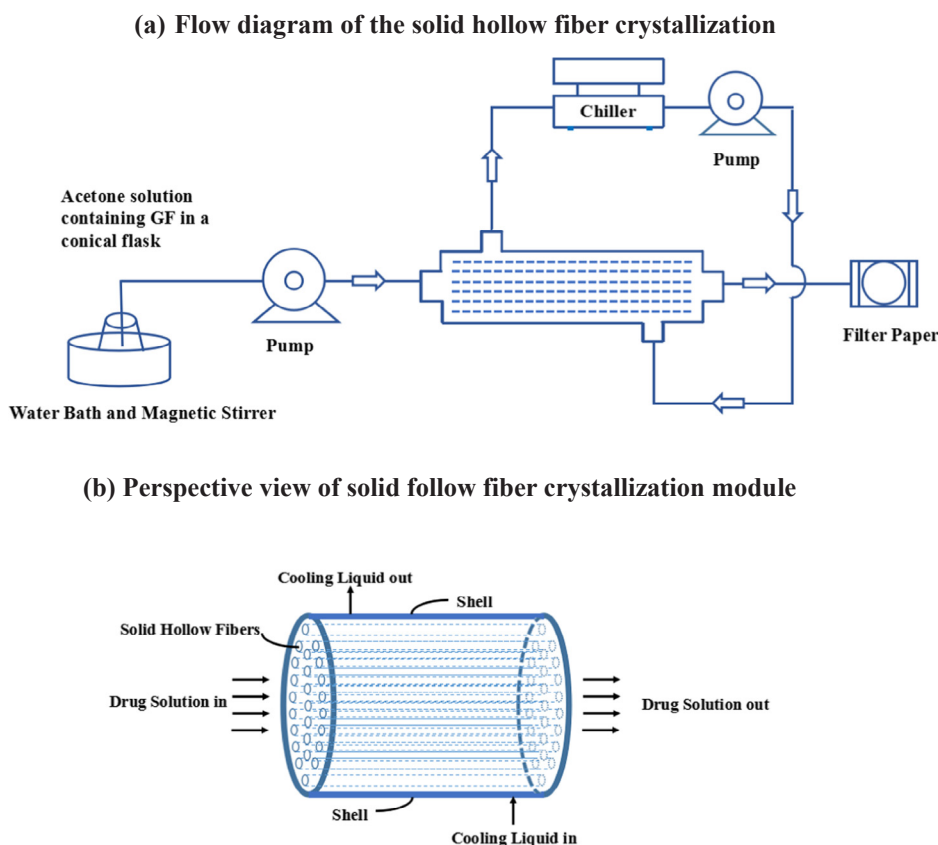 (a) Flow diagram of the solid hollow fiber crystallization
Chiller
Pump
Acetone solution
containing GF in a
conical flask
Pump
Filter Paper
Water Bath and Magnetic Stirrer
(b) Perspective view of solid follow fiber crystallization module
Cooling Liquid out
Shell
Solid Hollow Fibers
Drug Solution in
Drug Solution out
Shell
Cooling Liquid in